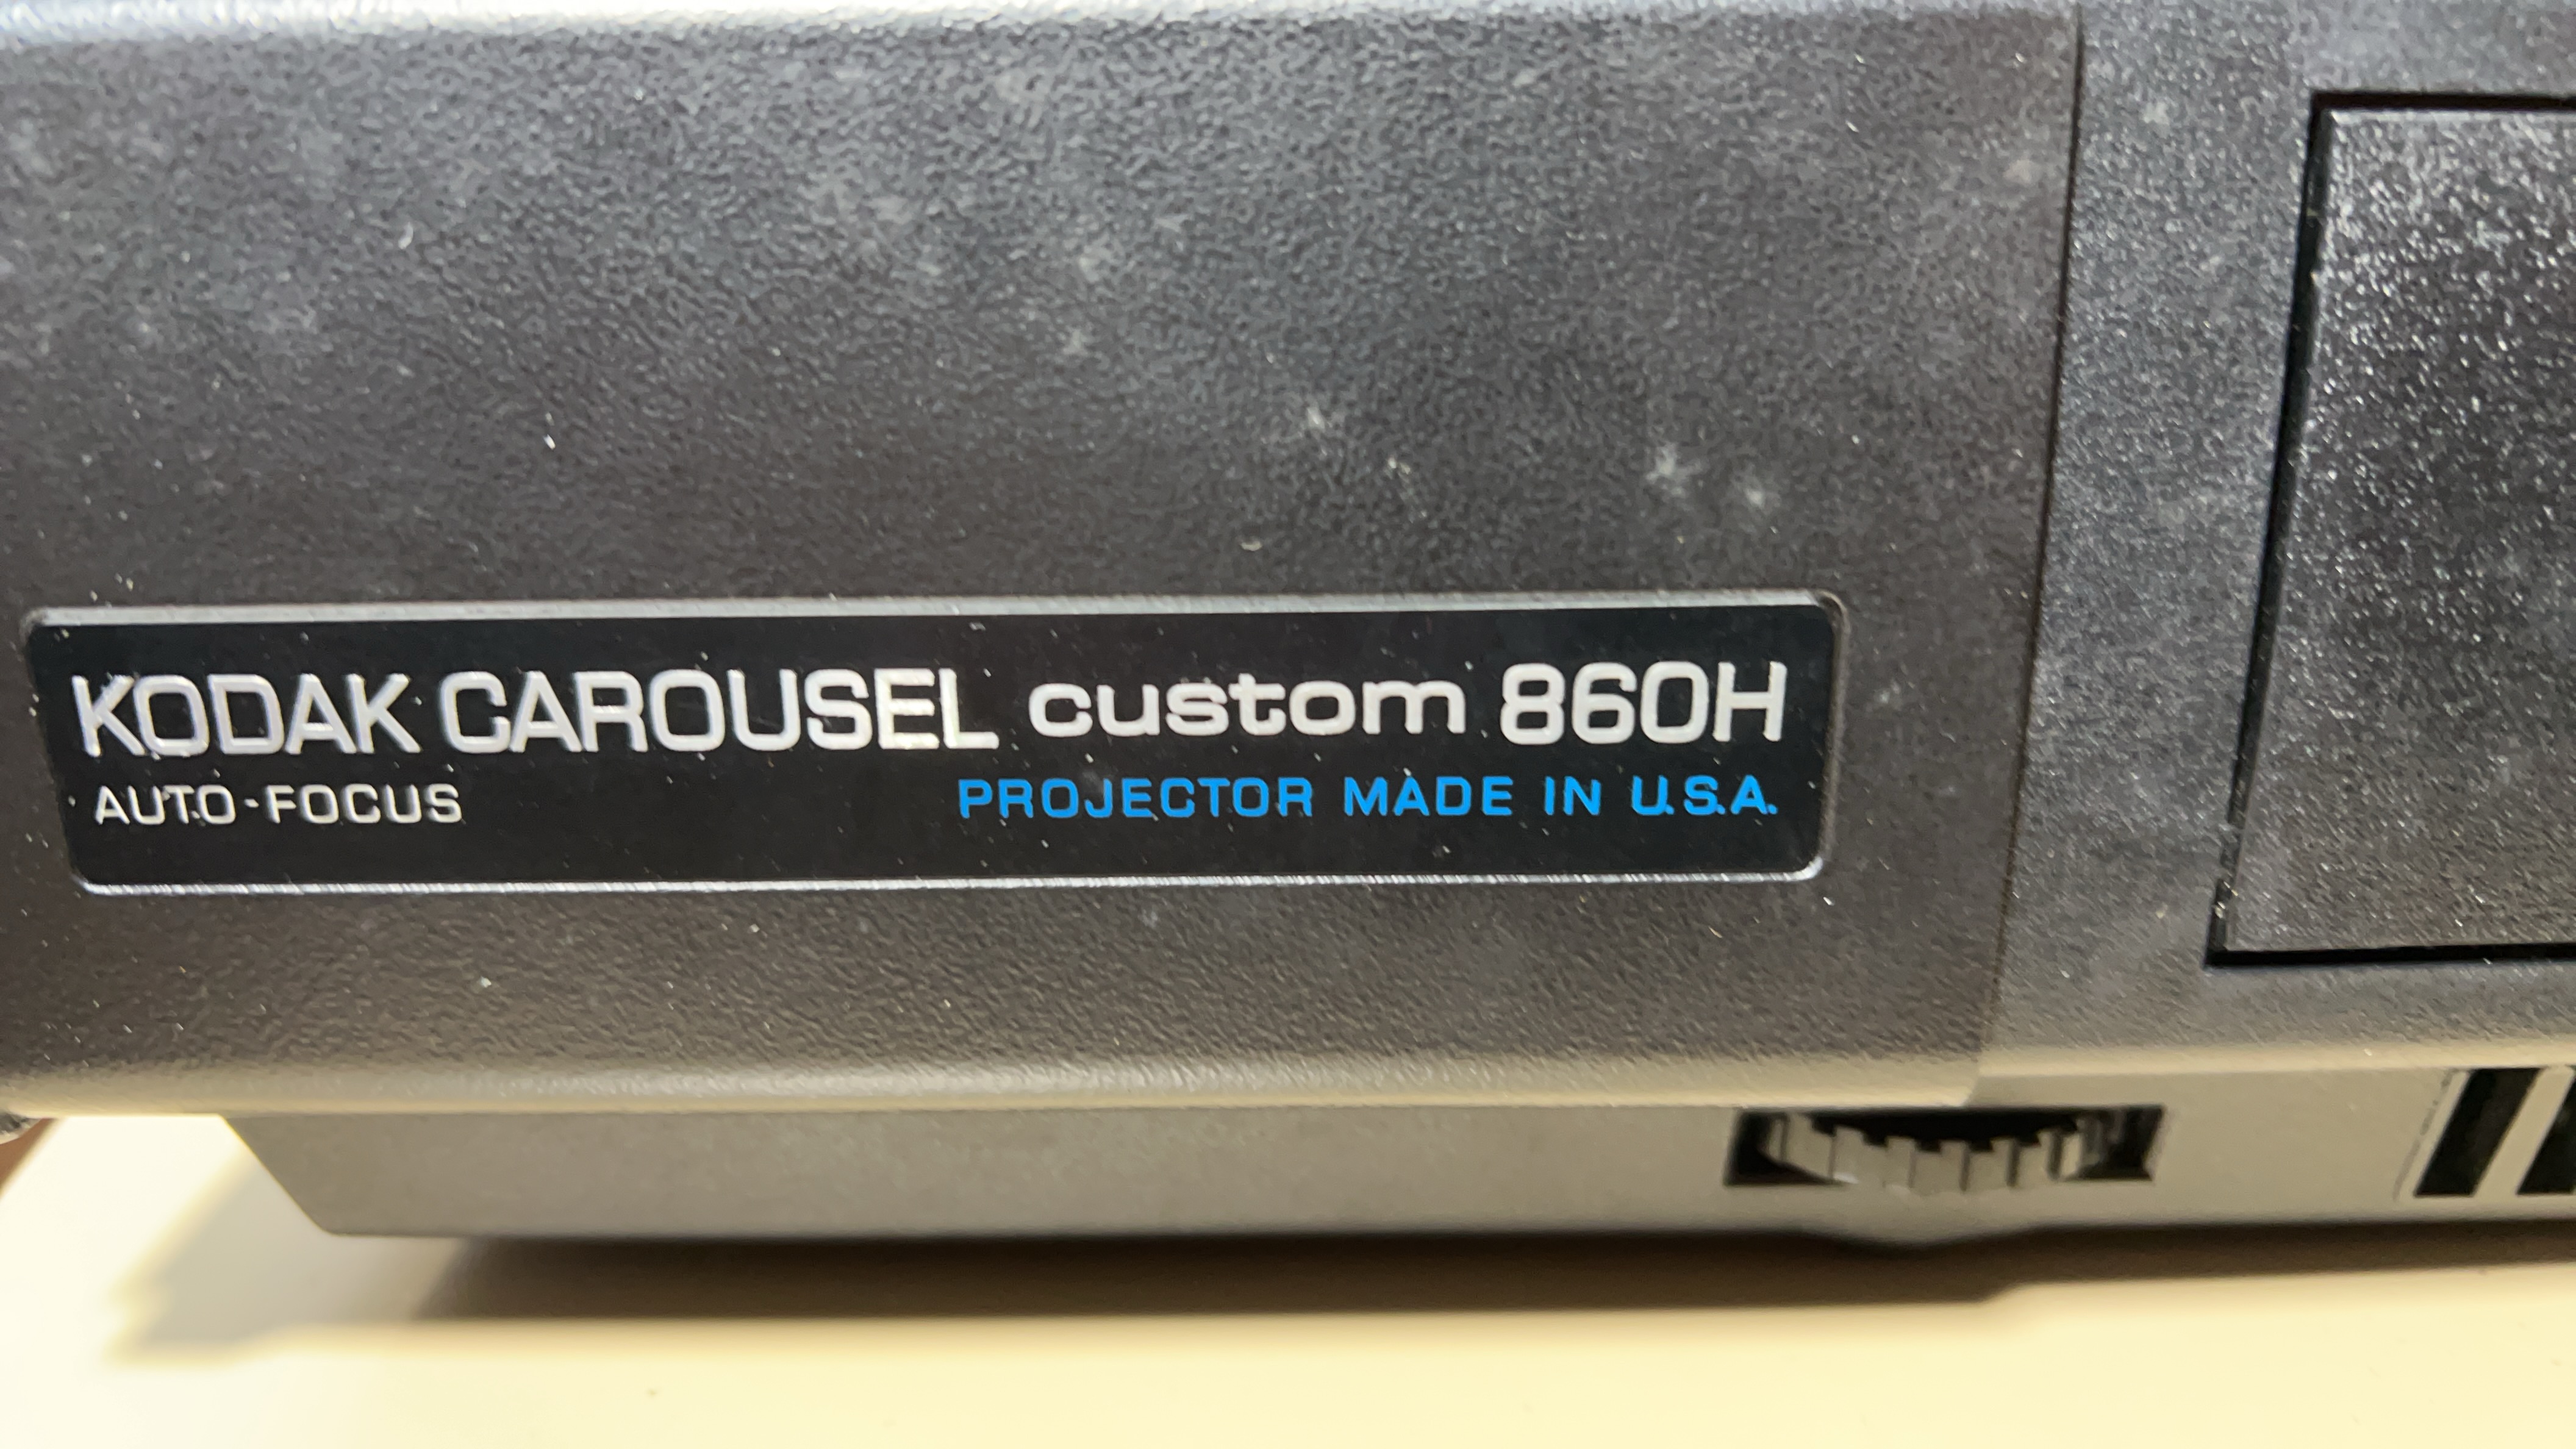 KODAK CAROUSEL custom 860H
AUTO-FOCUS PROJECTOR MADE IN U.S.A.